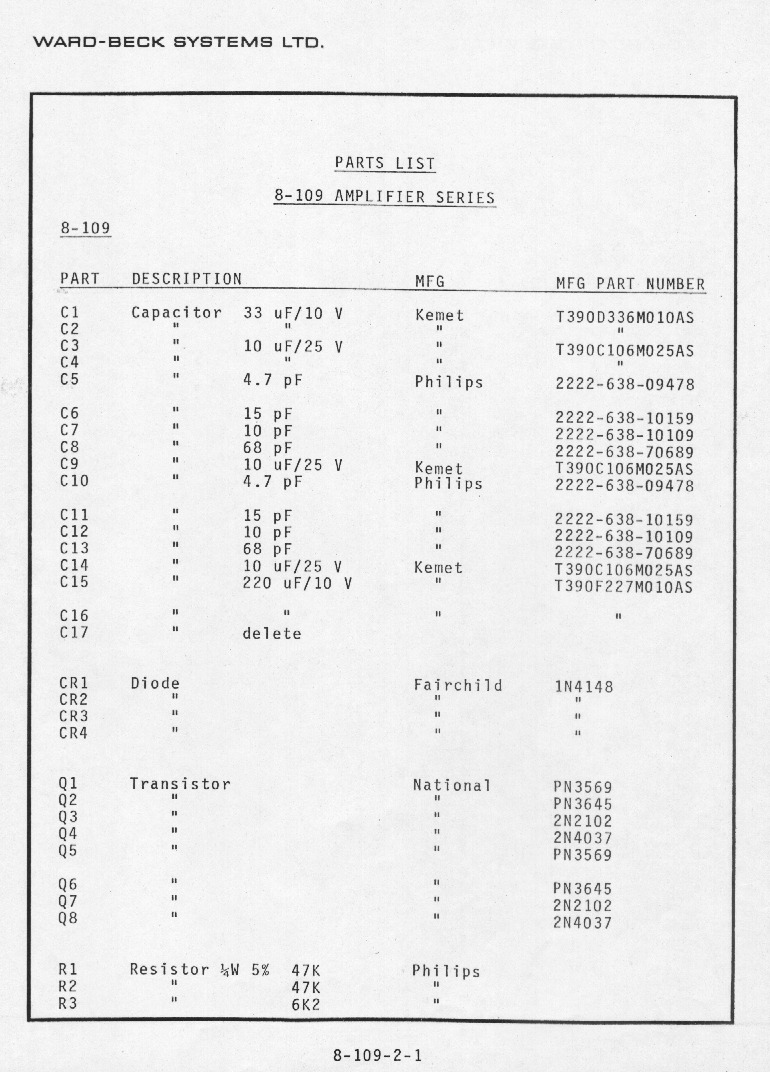 WARD-BECK SYSTEMS LTD.
PARTS LIST
8-109 AMPLIFIER SERIES
8-109
PART DESCRIPTION MFG MFG PART NUMBER
C1 Capacitor 33 uF/10 V Kemet T390D336M010AS
C2 " " " "
C3 " 10 uF/25 V " T390C106M025AS
C4 " " " "
C5 " 4.7 pF Philips 2222-638-09478
C6 " 15 pF " 2222-638-10159
C7 " 10 pF " 2222-638-10109
C8 " 68 pF " 2222-638-70689
C9 " 10 uF/25 V Kemet T390C106M025AS
C10 " 4.7 pF Philips 2222-638-09478
C11 " 15 pF " 2222-638-10159
C12 " 10 pF " 2222-638-10109
C13 " 68 pF " 2222-638-70689
C14 " 10 uF/25 V Kemet T390C106M025AS
C15 " 220 uF/10 V " T390F227M010AS
C16 " " " "
C17 " delete
CR1 Diode Fairchild 1N4148
CR2 " " "
CR3 " " "
CR4 " " "
Q1 Transistor National PN3569
Q2 " " PN3645
Q3 " " 2N2102
Q4 " " 2N4037
Q5 " " PN3569
Q6 " " PN3645
Q7 " " 2N2102
Q8 " " 2N4037
R1 Resistor ¼W 5% 47K Philips
R2 " 47K "
R3 " 6K2 "
8-109-2-1